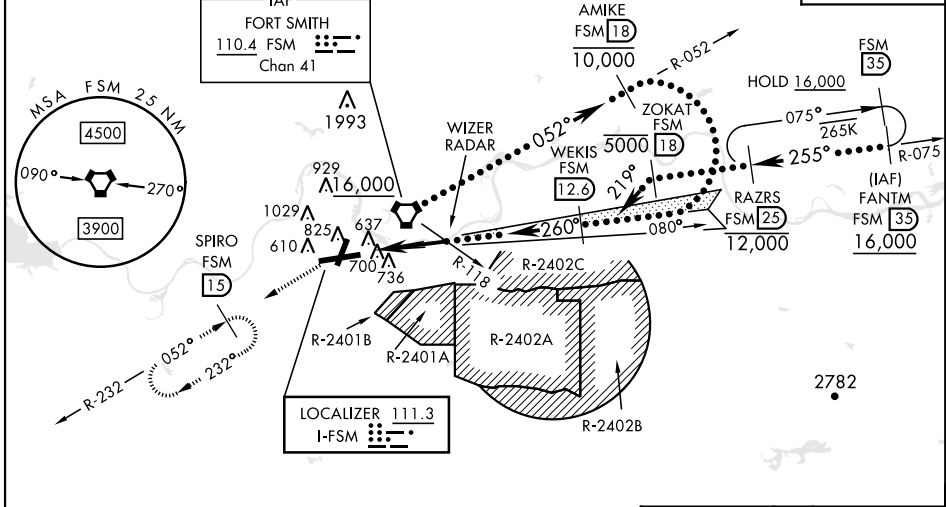 IAF
FORT SMITH
110.4 FSM
Chan 41
MSA FSM 25 NM
4500
090°
270°
3900
1993
929
16,000
1029
825
637
610
700
736
WIZER
RADAR
052°
AMIKE
FSM 18
10,000
R-052
ZOKAT
FSM
5000 18
WEKIS
FSM
12.6
219°
260°
080°
R-118
FSM
35
HOLD 16,000
075°
265K
255°
R-075
RAZRS
FSM 25
12,000
(IAF)
FANTM
FSM 35
16,000
SPIRO
FSM
15
052°
232°
R-232
R-2402C
R-2401B
R-2401A
R-2402A
R-2402B
2782
LOCALIZER 111.3
I-FSM